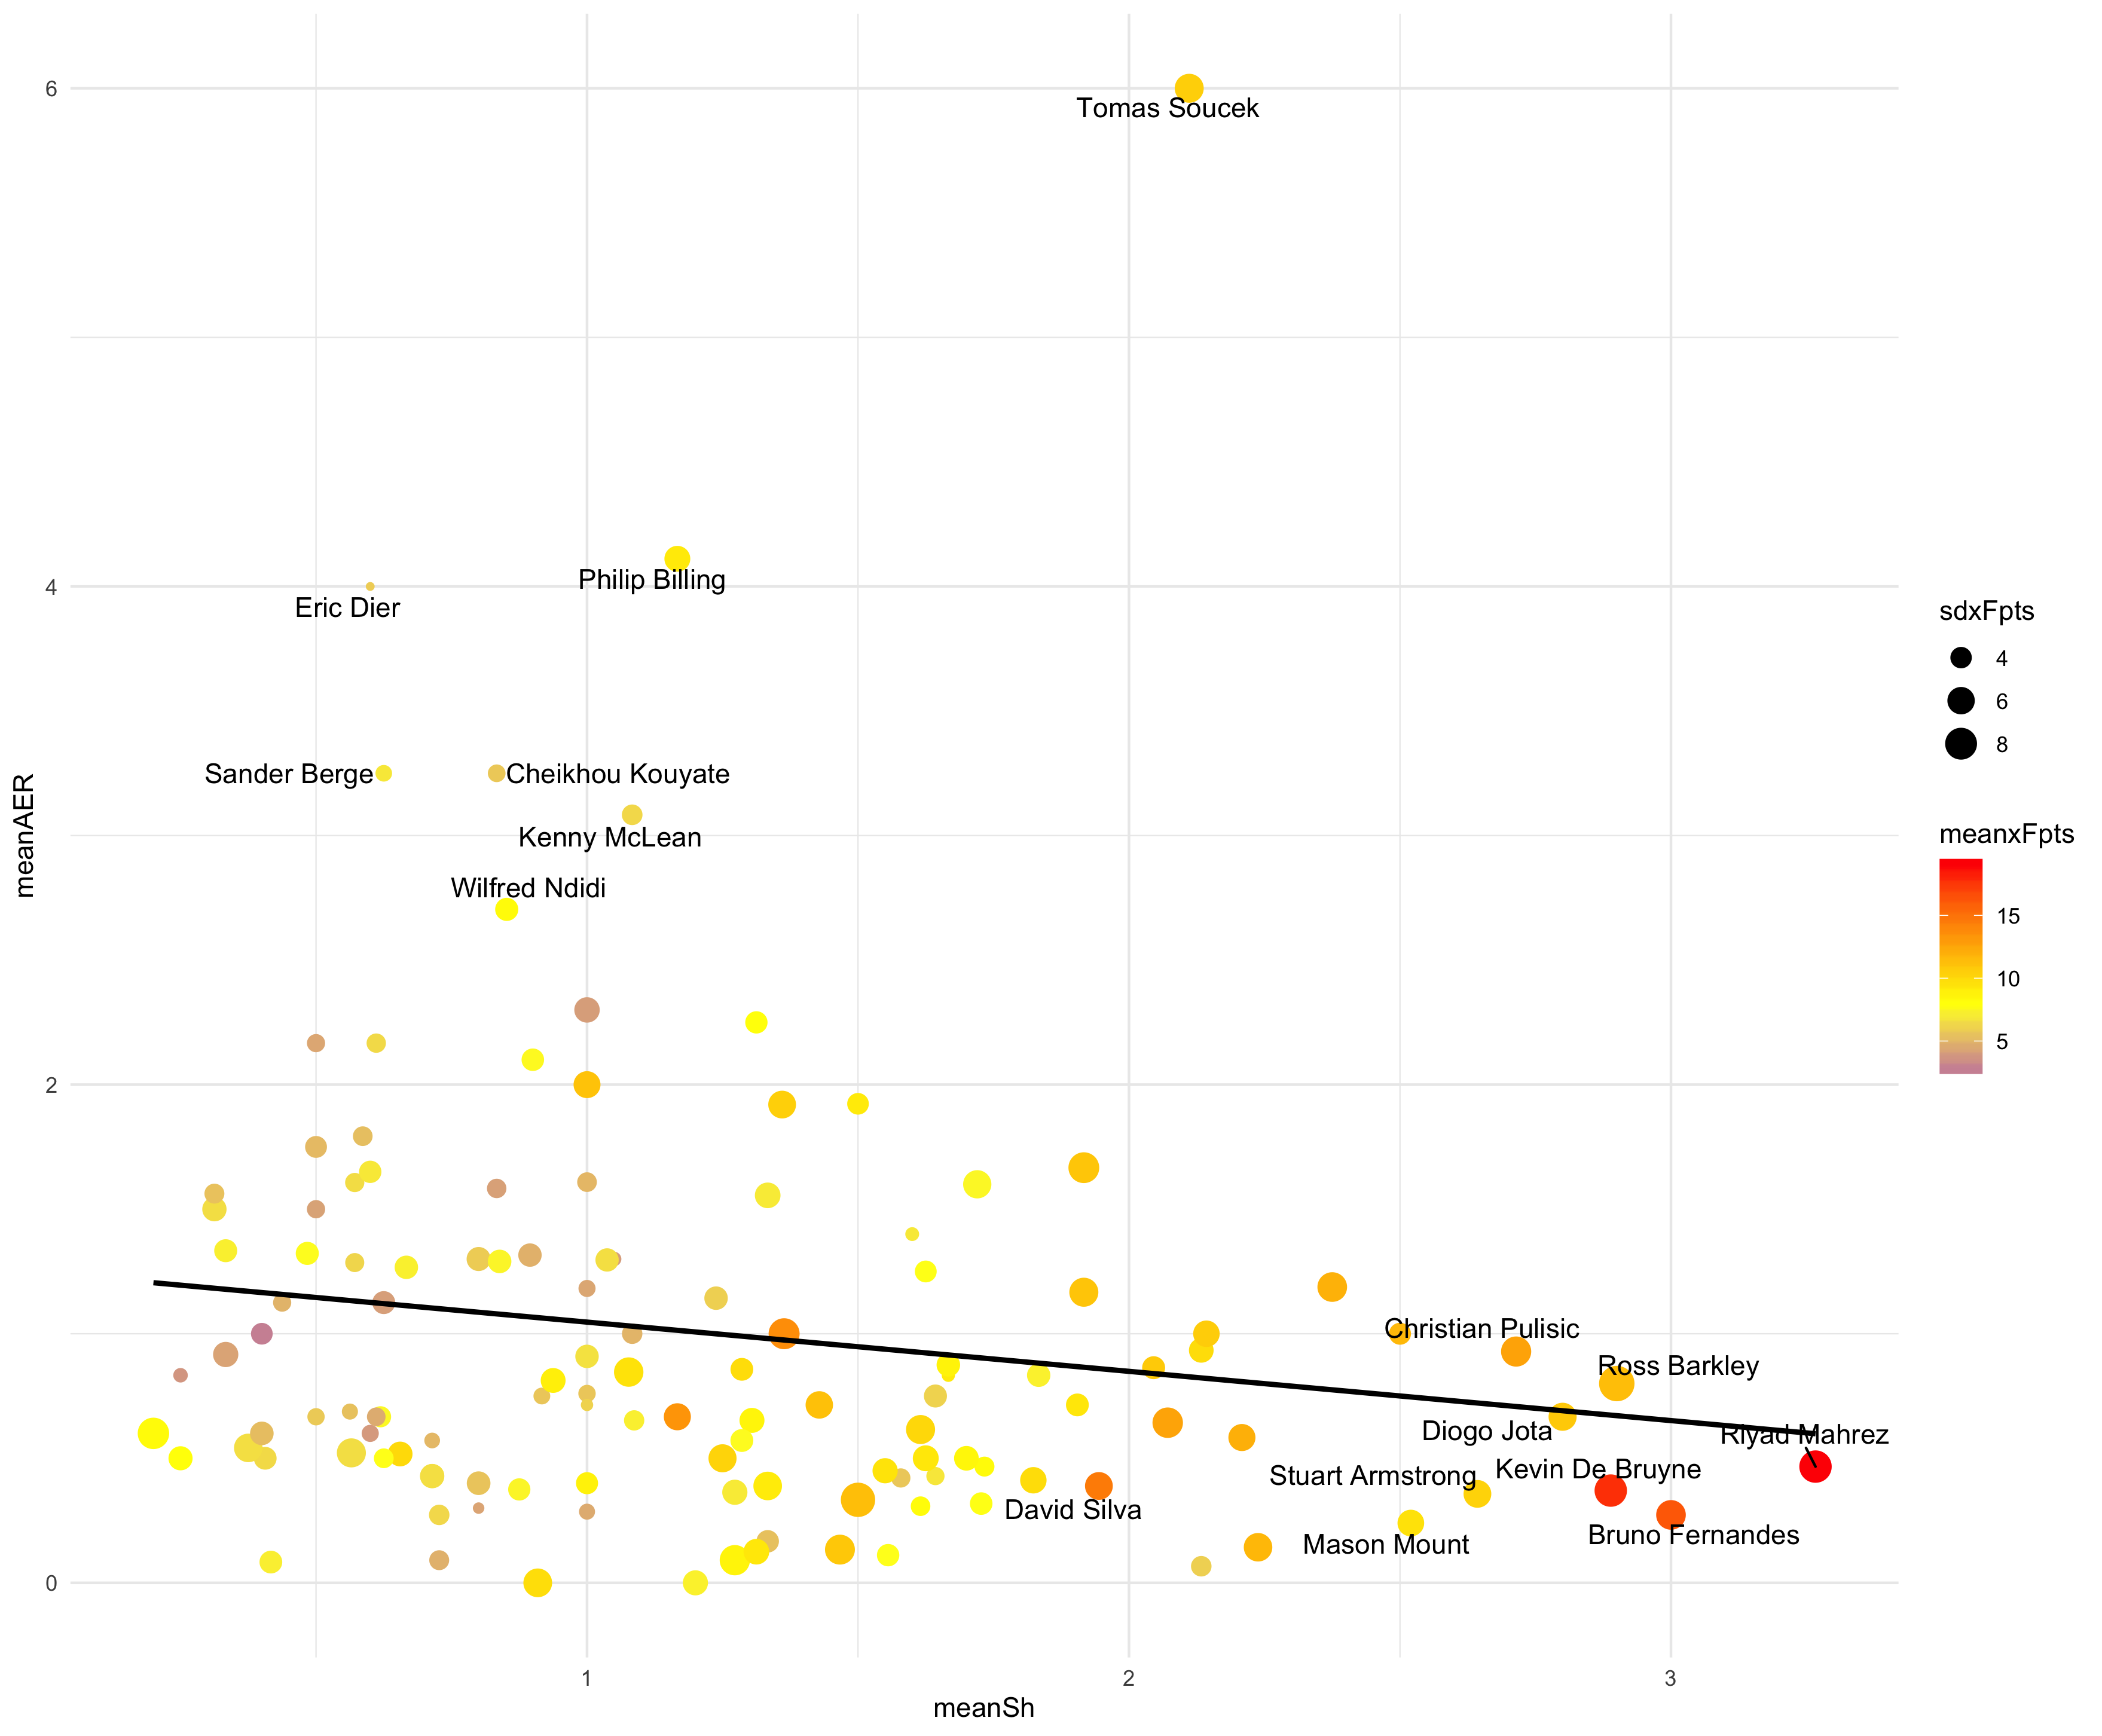 6
Tomas Soucek
Philip Billing
4
Eric Dier
sdxFpts
4
6
8
Sander Berge
Cheikhou Kouyate
Kenny McLean
meanAER
meanxFpts
15
10
5
Wilfred Ndidi
2
Christian Pulisic
Ross Barkley
Diogo Jota
Riyad Mahrez
Stuart Armstrong
Kevin De Bruyne
David Silva
Mason Mount
Bruno Fernandes
0
1
2
3
meanSh